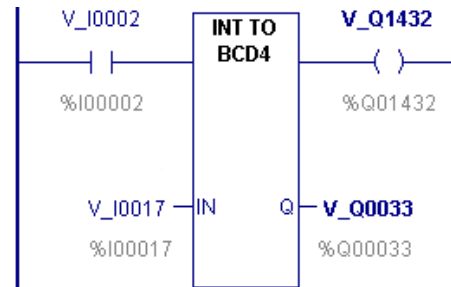 V_I0002 INT TO V_Q1432
BCD4
%I00002 %Q01432
V_I0017 IN Q V_Q0033
%I00017 %Q00033